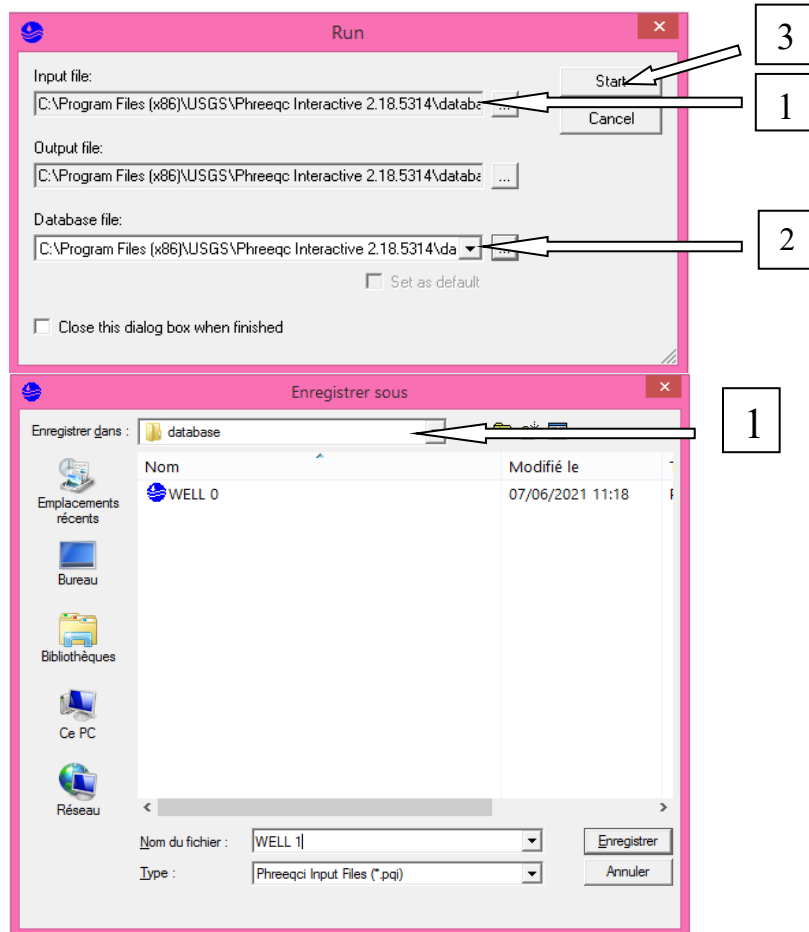 Run
3
Input file:
Start
C:\Program Files (x86)\USGS\Phreeqc Interactive 2.18.5314\databa ...
1
Cancel
Output file:
C:\Program Files (x86)\USGS\Phreeqc Interactive 2.18.5314\databa ...
Database file:
C:\Program Files (x86)\USGS\Phreeqc Interactive 2.18.5314\da ...
2
Set as default
Close this dialog box when finished
Enregistrer sous
Enregistrer dans : database
1
Nom Modifié le
WELL 0 07/06/2021 11:18
Emplacements
récents
Bureau
Bibliothèques
Ce PC
Réseau
Nom du fichier : WELL 1 Enregistrer
Type : Phreeqci Input Files (*.pqi) Annuler